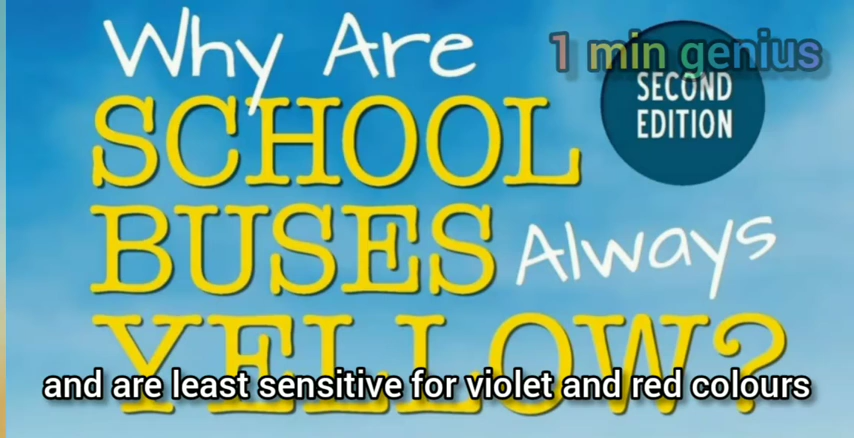 Why Are
1 min genius
SCHOOL
SECOND
EDITION
BUSES Always
YELLOW?
and are least sensitive for violet and red colours